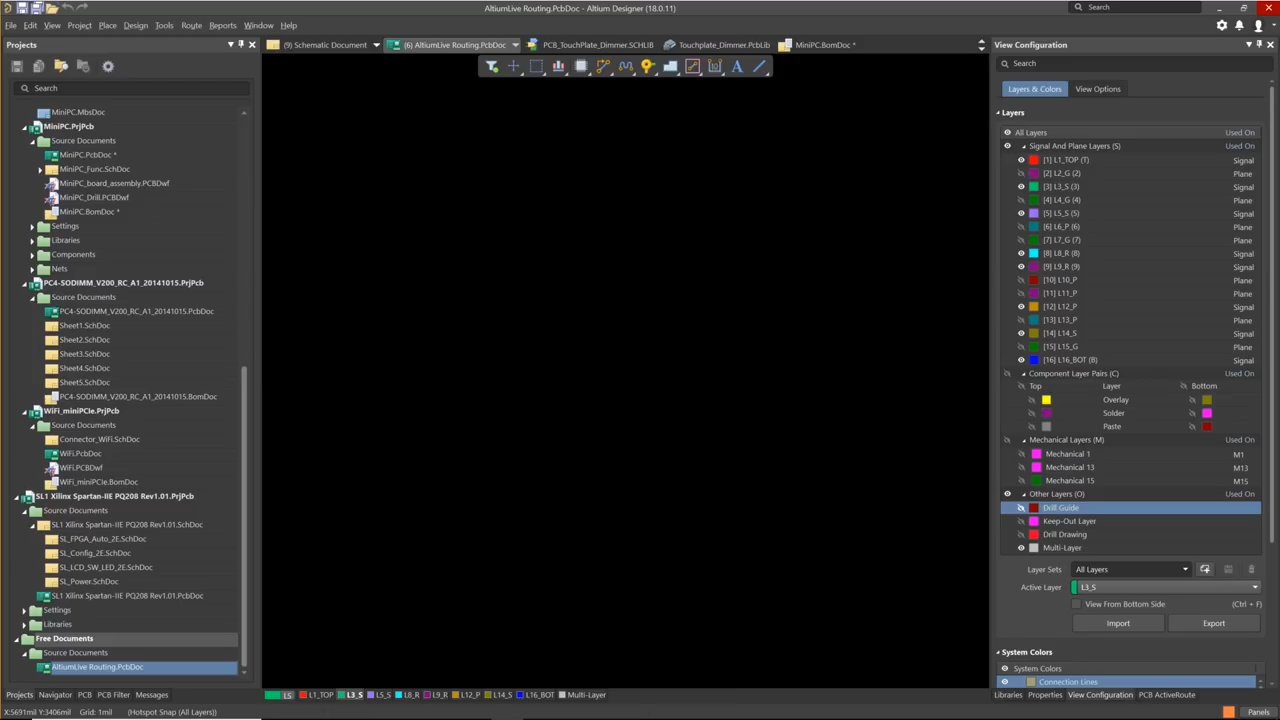 AltiumLive Routing.PcbDoc - Altium Designer (18.0.11)
Search
File Edit View Project Place Design Tools Route Reports Window Help
Projects
(9) Schematic Document
(6) AltiumLive Routing.PcbDoc
PCB_TouchPlate_Dimmer.SCHLIB
Touchplate_Dimmer.PcbLib
MiniPC.BomDoc *
View Configuration
Search
Search
Layers & Colors
View Options
MiniPC.MbsDoc
MiniPC.PrjPcb
Source Documents
MiniPC.PcbDoc *
MiniPC_Func.SchDoc
MiniPC_board_assembly.PCBDwf
MiniPC_Drill.PCBDwf
MiniPC.BomDoc *
Settings
Libraries
Components
Nets
PC4-SODIMM_V200_RC_A1_20141015.PrjPcb
Source Documents
PC4-SODIMM_V200_RC_A1_20141015.PcbDoc
Sheet1.SchDoc
Sheet2.SchDoc
Sheet3.SchDoc
Sheet4.SchDoc
Sheet5.SchDoc
PC4-SODIMM_V200_RC_A1_20141015.BomDoc
WiFi_miniPCIe.PrjPcb
Source Documents
Connector_WiFi.SchDoc
WiFi.PcbDoc
WiFi.PCBDwf
WiFi_miniPCIe.BomDoc
SL1 Xilinx Spartan-IIE PQ208 Rev1.01.PrjPcb
Source Documents
SL1 Xilinx Spartan-IIE PQ208 Rev1.01.SchDoc
SL_FPGA_Auto_2E.SchDoc
SL_Config_2E.SchDoc
SL_LCD_SW_LED_2E.SchDoc
SL_Power.SchDoc
SL1 Xilinx Spartan-IIE PQ208 Rev1.01.PcbDoc
Settings
Libraries
Free Documents
Source Documents
AltiumLive Routing.PcbDoc
Layers
All Layers Used On
Signal And Plane Layers (S) Used On
[1] L1_TOP (T) Signal
[2] L2_G (2) Plane
[3] L3_S (3) Signal
[4] L4_G (4) Plane
[5] L5_S (5) Signal
[6] L6_P (6) Plane
[7] L7_G (7) Plane
[8] L8_R (8) Signal
[9] L9_R (9) Signal
[10] L10_P Plane
[11] L11_P Plane
[12] L12_P Signal
[13] L13_P Plane
[14] L14_S Signal
[15] L15_G Plane
[16] L16_BOT (B) Signal
Component Layer Pairs (C) Used On
Top Layer Bottom
Overlay
Solder
Paste
Mechanical Layers (M) Used On
Mechanical 1 M1
Mechanical 13 M13
Mechanical 15 M15
Other Layers (O) Used On
Drill Guide
Keep-Out Layer
Drill Drawing
Multi-Layer
Layer Sets All Layers
Active Layer L3_S
View From Bottom Side (Ctrl + F)
Import Export
System Colors
System Colors Used On
Connection Lines
Projects Navigator PCB PCB Filter Messages
LS L1_TOP L3_S L5_S L8_R L9_R L12_P L14_S L16_BOT Multi-Layer
Libraries Properties View Configuration PCB ActiveRoute
X:5691mil Y:3406mil Grid: 1mil (Hotspot Snap (All Layers))
Panels